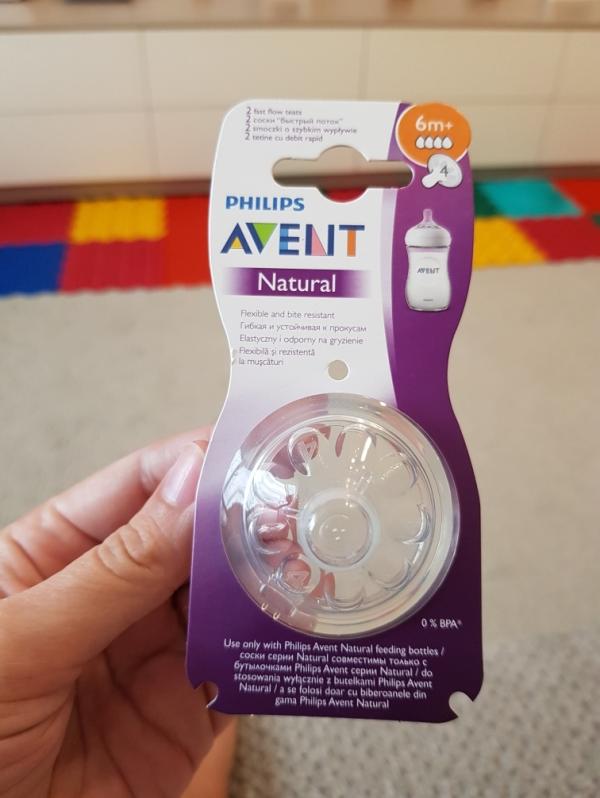 2 fast flow teats
2 соски "быстрый поток"
2 smoczki o szybkim wypływie
2 tetine cu debit rapid
6m+
4
PHILIPS
AVENT
Natural
AVENT
Flexible and bite resistant
Гибкая и устойчивая к прокусам
Elastyczny i odporny na gryzienie
Flexibilă și rezistentă
la mușcături
0 % BPA*
Use only with Philips Avent Natural feeding bottles /
соски серии Natural совместимы только с
бутылочками Philips Avent серии Natural / do
stosowania wyłącznie z butelkami Philips Avent
Natural / a se folosi doar cu biberoanele din
gama Philips Avent Natural